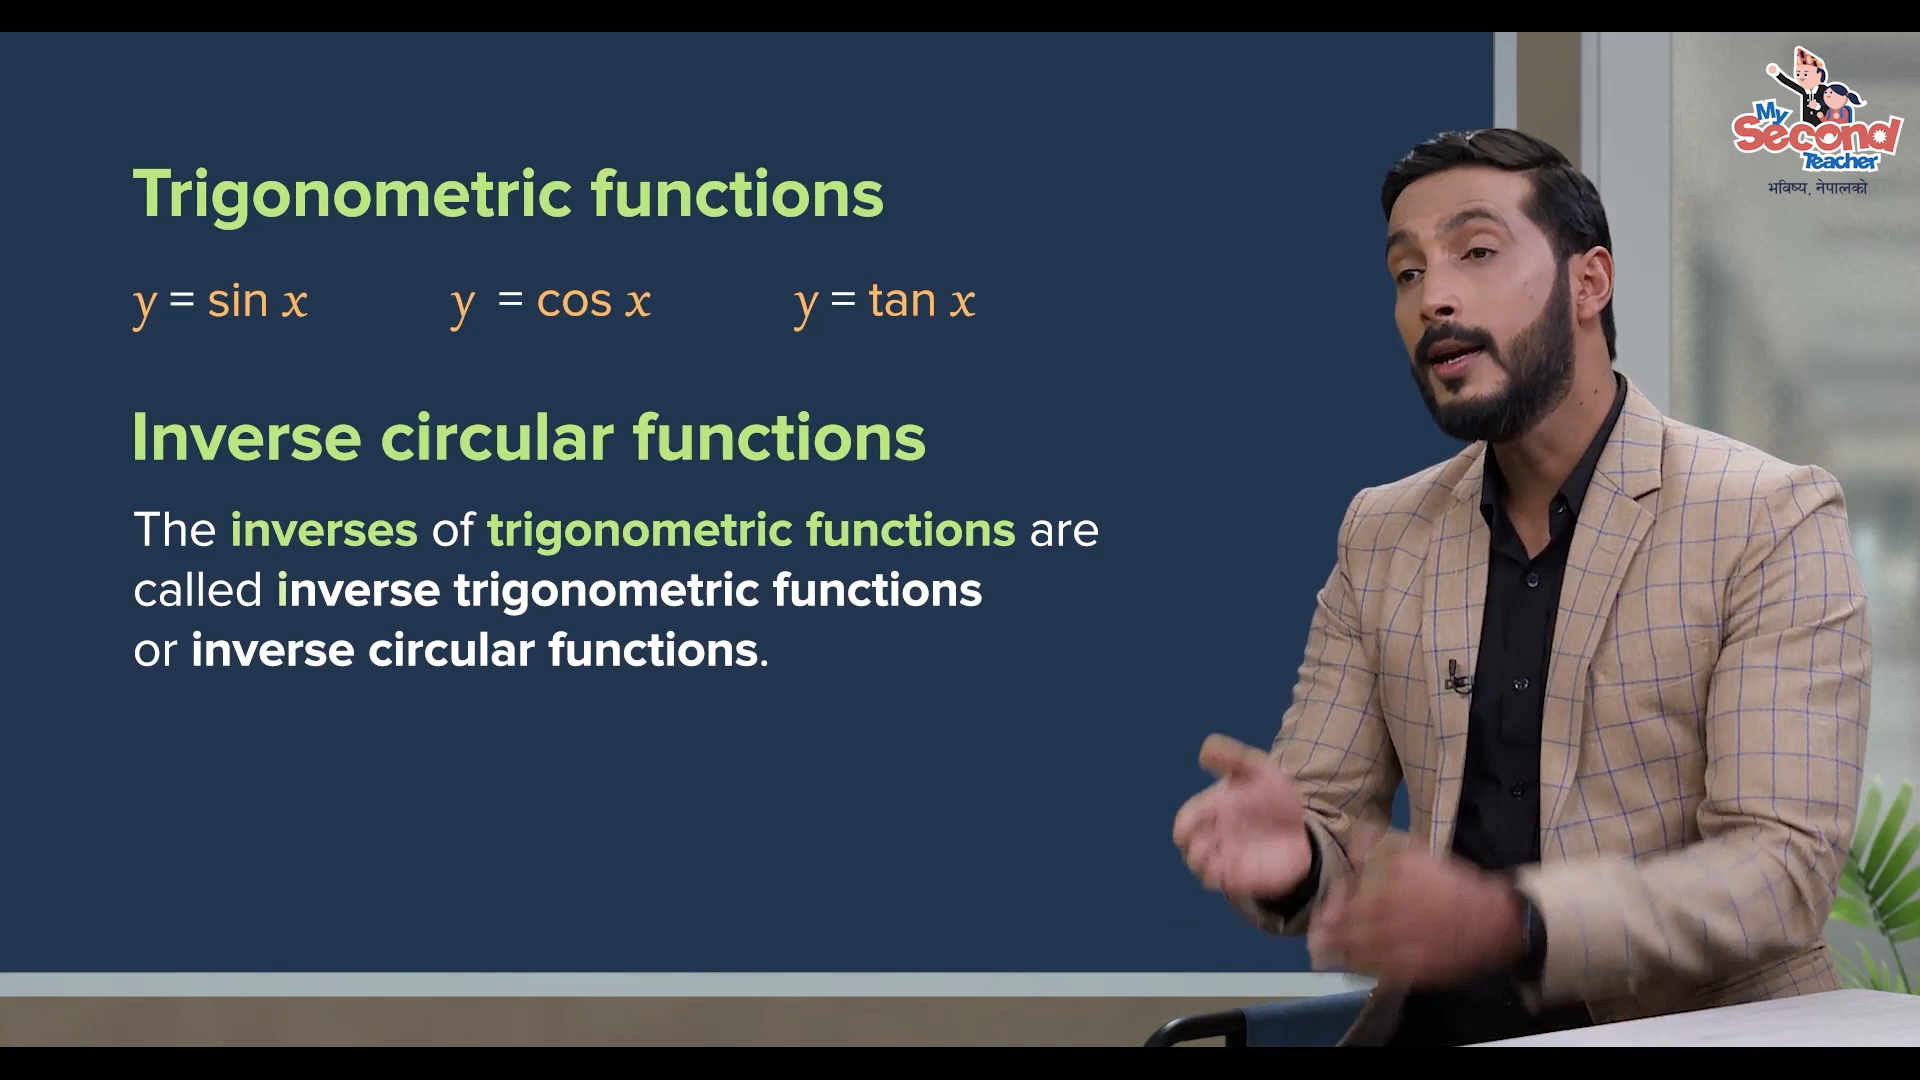 Trigonometric functions
y = sin x y = cos x y = tan x
Inverse circular functions
The inverses of trigonometric functions are
called inverse trigonometric functions
or inverse circular functions.
My
Second
Teacher
भविष्य, नेपालको